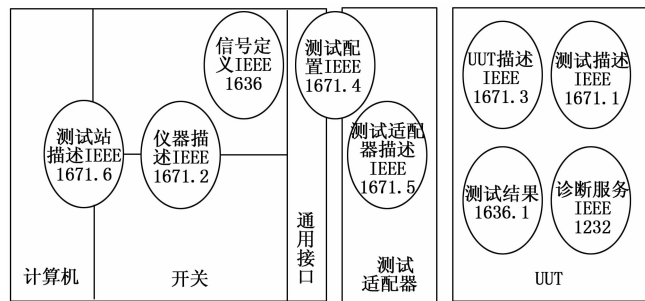 信号定
义IEEE
1636
测试配
置IEEE
1671.4
UUT描述
IEEE
1671.3
测试描述
IEEE
1671.1
测试站
描述IEEE
1671.6
仪器描
述IEEE
1671.2
测试适配
器描述
IEEE
1671.5
测试结果
1636.1
诊断服务
IEEE
1232
计算机
开关
通用接口
测试
适配器
UUT